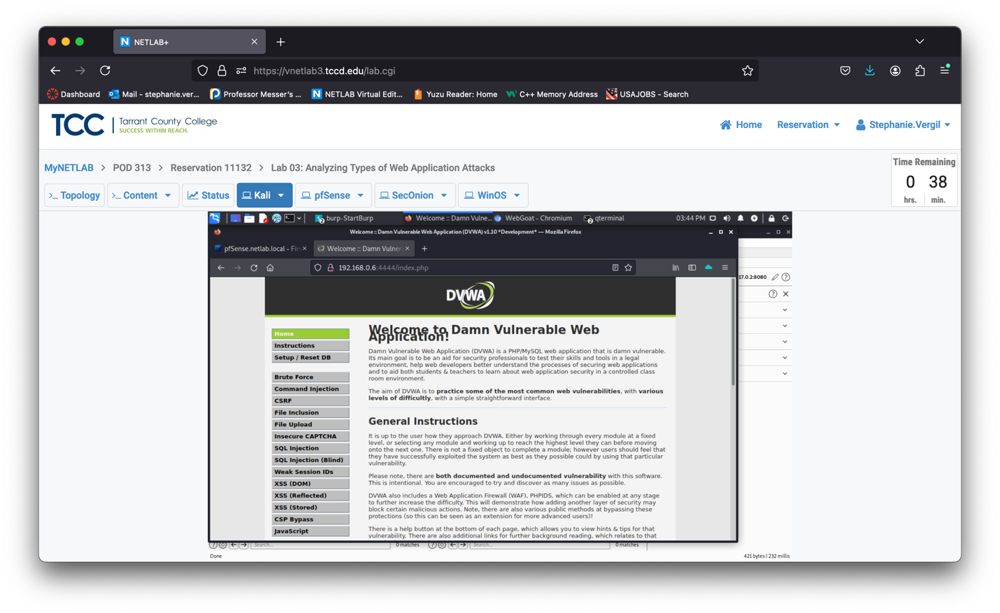 NETLAB+
https://vnetlab3.tccd.edu/lab.cgi
Dashboard
Mail - stephanie.ver...
Professor Messer's ...
NETLAB Virtual Edit...
Yuzu Reader: Home
C++ Memory Address
USAJOBS - Search
TCC Tarrant County College
SUCCESS WITHIN REACH.
Home Reservation Stephanie.Vergil
MyNETLAB > POD 313 > Reservation 11132 > Lab 03: Analyzing Types of Web Application Attacks
Time Remaining
0 38
hrs. min.
>_ Topology >_ Content Status Kali pfSense SecOnion WinOS
burp-StartBurp Welcome :: Damn Vulne... WebGoat - Chromium qterminal 03:44 PM
Welcome :: Damn Vulnerable Web Application (DVWA) v1.10 *Development* — Mozilla Firefox
pfSense.netlab.local - Fire
Welcome :: Damn Vulnera
192.168.0.6:4444/index.php
17.0.2:8080
DVWA
Home
Instructions
Setup / Reset DB
Brute Force
Command Injection
CSRF
File Inclusion
File Upload
Insecure CAPTCHA
SQL Injection
SQL Injection (Blind)
Weak Session IDs
XSS (DOM)
XSS (Reflected)
XSS (Stored)
CSP Bypass
JavaScript
Welcome to Damn Vulnerable Web
Application!
Damn Vulnerable Web Application (DVWA) is a PHP/MySQL web application that is damn vulnerable.
Its main goal is to be an aid for security professionals to test their skills and tools in a legal
environment, help web developers better understand the processes of securing web applications
and to aid both students & teachers to learn about web application security in a controlled class
room environment.
The aim of DVWA is to practice some of the most common web vulnerabilities, with various
levels of difficultly, with a simple straightforward interface.
General Instructions
It is up to the user how they approach DVWA. Either by working through every module at a fixed
level, or selecting any module and working up to reach the highest level they can before moving
onto the next one. There is not a fixed object to complete a module; however users should feel that
they have successfully exploited the system as best as they possible could by using that particular
vulnerability.
Please note, there are both documented and undocumented vulnerability with this software.
This is intentional. You are encouraged to try and discover as many issues as possible.
DVWA also includes a Web Application Firewall (WAF), PHPIDS, which can be enabled at any stage
to further increase the difficulty. This will demonstrate how adding another layer of security may
block certain malicious actions. Note, there are also various public methods at bypassing these
protections (so this can be seen as an extension for more advanced users)!
There is a help button at the bottom of each page, which allows you to view hints & tips for that
vulnerability. There are also additional links for further background reading, which relates to that
Search... 0 matches Search... 0 matches
Done 421 bytes | 232 millis